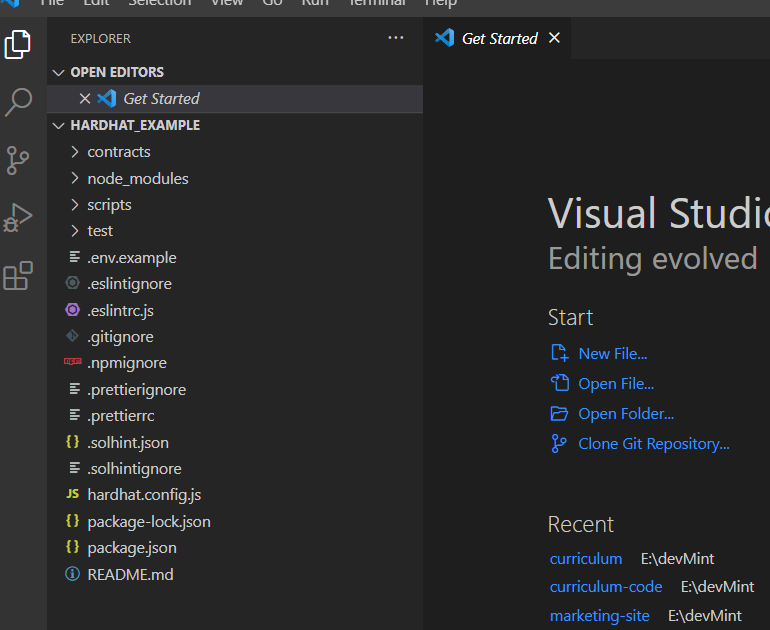 File Edit Selection View Go Run Terminal Help
EXPLORER ...
Get Started
OPEN EDITORS
Get Started
HARDHAT_EXAMPLE
contracts
node_modules
scripts
test
.env.example
.eslintignore
.eslintrc.js
.gitignore
.npmignore
.prettierignore
.prettierrc
.solhint.json
.solhintignore
JS hardhat.config.js
package-lock.json
package.json
README.md
Visual Studio
Editing evolved
Start
New File...
Open File...
Open Folder...
Clone Git Repository...
Recent
curriculum E:\devMint
curriculum-code E:\devMint
marketing-site E:\devMint